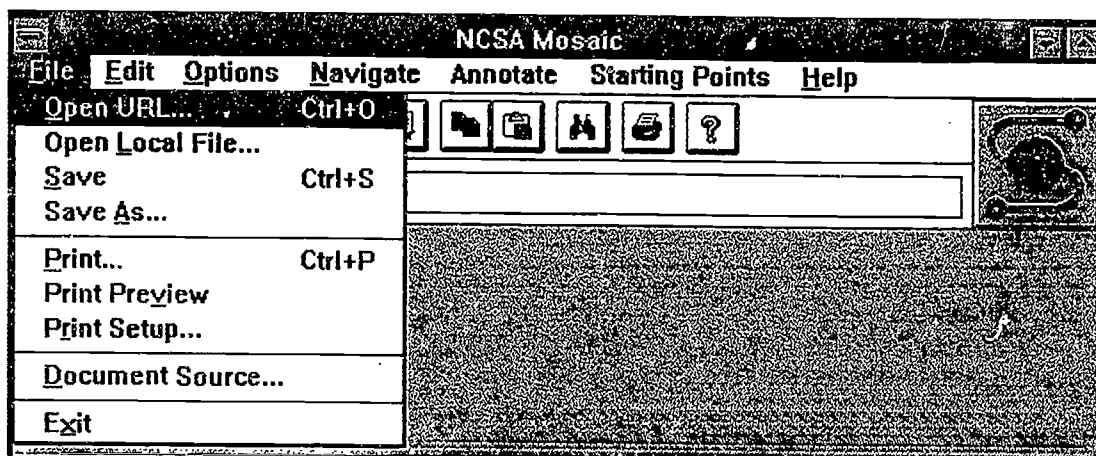 NCSA Mosaic
File Edit Options Navigate Annotate Starting Points Help
Open URL... Ctrl+O
Open Local File...
Save Ctrl+S
Save As...
Print... Ctrl+P
Print Preview
Print Setup...
Document Source...
Exit